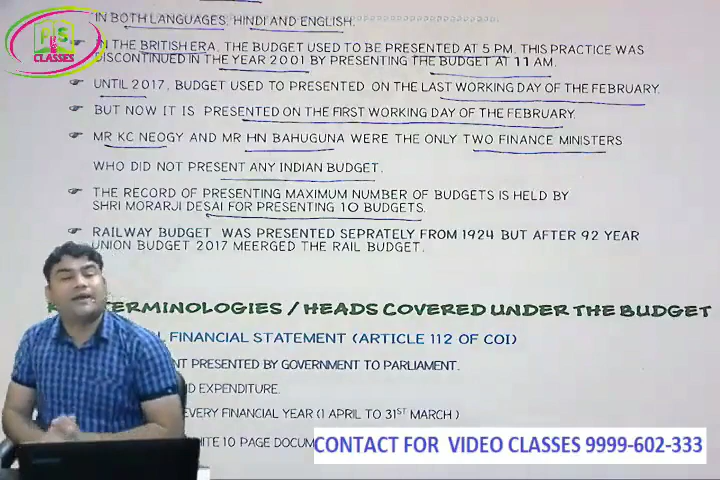 IN BOTH LANGUAGES, HINDI AND ENGLISH.
PS
CLASSES
IN THE BRITISH ERA, THE BUDGET USED TO BE PRESENTED AT 5 PM. THIS PRACTICE WAS
DISCONTINUED IN THE YEAR 2001 BY PRESENTING THE BUDGET AT 11 AM.
UNTIL 2017, BUDGET USED TO PRESENTED ON THE LAST WORKING DAY OF THE FEBRUARY.
BUT NOW IT IS PRESENTED ON THE FIRST WORKING DAY OF THE FEBRUARY.
MR KC NEOGY AND MR HN BAHUGUNA WERE THE ONLY TWO FINANCE MINISTERS
WHO DID NOT PRESENT ANY INDIAN BUDGET.
THE RECORD OF PRESENTING MAXIMUM NUMBER OF BUDGETS IS HELD BY
SHRI MORARJI DESAI FOR PRESENTING 10 BUDGETS.
RAILWAY BUDGET WAS PRESENTED SEPRATELY FROM 1924 BUT AFTER 92 YEAR
UNION BUDGET 2017 MEERGED THE RAIL BUDGET.
TERMINOLOGIES / HEADS COVERED UNDER THE BUDGET
FINANCIAL STATEMENT (ARTICLE 112 OF COI)
PRESENTED BY GOVERNMENT TO PARLIAMENT.
EXPENDITURE.
EVERY FINANCIAL YEAR (1 APRIL TO 31ST MARCH )
10 PAGE
CONTACT FOR VIDEO CLASSES 9999-602-333